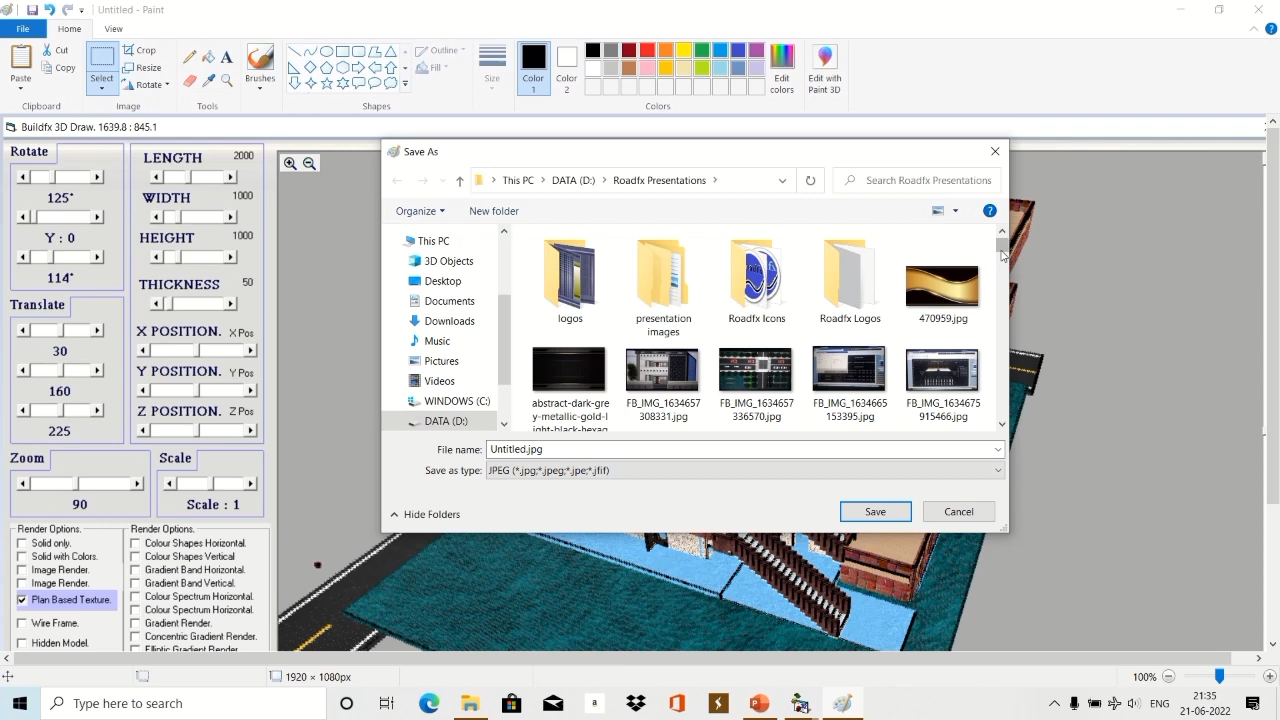 Untitled - Paint
File
Home
View
Cut
Copy
Paste
Clipboard
Select
Crop
Resize
Rotate
Image
Tools
Brushes
Shapes
Outline
Fill
Size
Color
1
Color
2
Colors
Edit
colors
Edit with
Paint 3D
Buildfx 3D Draw. 1639.8 : 845.1
Rotate
125°
Y : 0
114°
Translate
30
160
225
Zoom
90
LENGTH 2000
WIDTH 1000
HEIGHT 1000
THICKNESS 50
X POSITION. X Pos
Y POSITION. Y Pos
Z POSITION. Z Pos
Scale
Scale : 1
Render Options.
Solid only.
Solid with Colors.
Image Render.
Image Render.
Plan Based Texture.
Wire Frame.
Hidden Model.
Render Options.
Colour Shapes Horizontal.
Colour Shapes Vertical
Gradient Band Horizontal.
Gradient Band Vertical.
Colour Spectrum Horizontal.
Colour Spectrum Horizontal.
Gradient Render.
Concentric Gradient Render.
Elliptic Gradient Render
Save As
This PC
DATA (D:)
Roadfx Presentations
Search Roadfx Presentations
Organize
New folder
This PC
3D Objects
Desktop
Documents
Downloads
Music
Pictures
Videos
WINDOWS (C:)
DATA (D:)
logos
presentation
images
Roadfx Icons
Roadfx Logos
470959.jpg
abstract-dark-gre
y-metallic-gold-l
ight-black-hexag
FB_IMG_1634657
308331.jpg
FB_IMG_1634657
336570.jpg
FB_IMG_1634665
153395.jpg
FB_IMG_1634675
915466.jpg
File name: Untitled.jpg
Save as type: JPEG (*.jpg;*.jpeg;*.jpe;*.jfif)
Hide Folders
Save
Cancel
1920 × 1080px
100%
Type here to search
ENG
21:35
21-06-2022